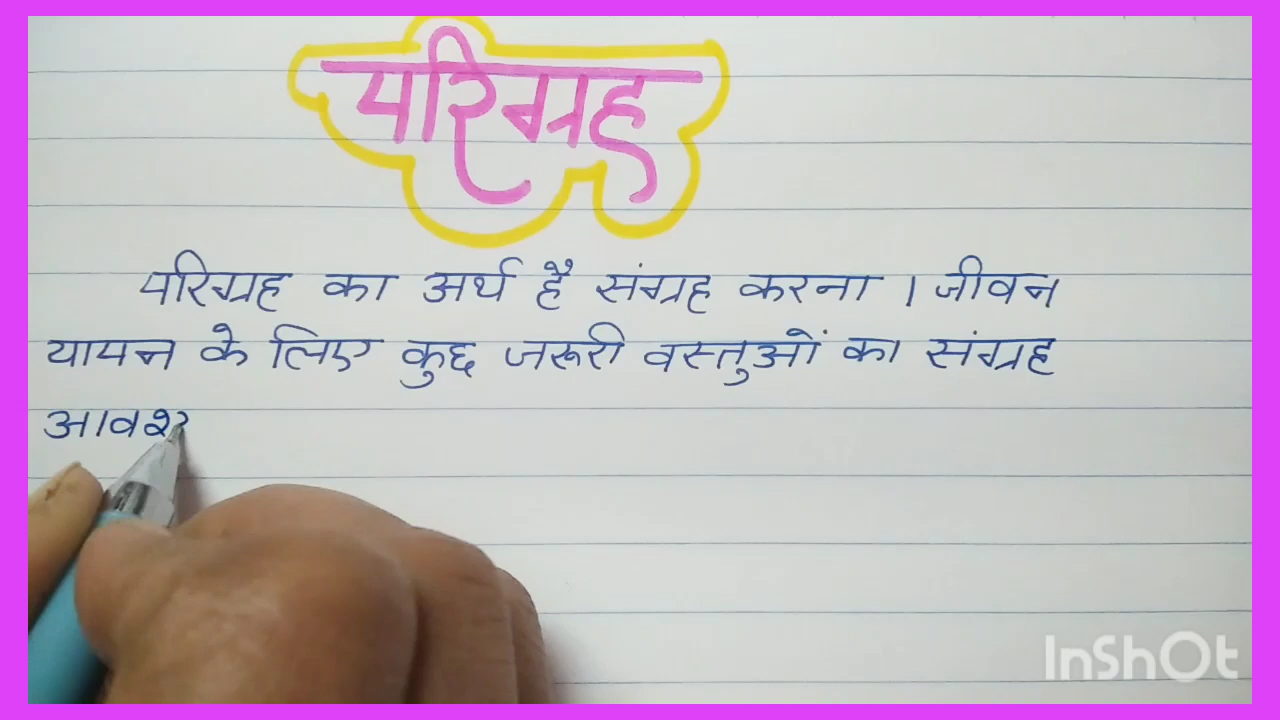 परिग्रह
परिग्रह का अर्थ है संग्रह करना । जीवन
यापन के लिए कुछ जरूरी वस्तुओं का संग्रह
InShOt